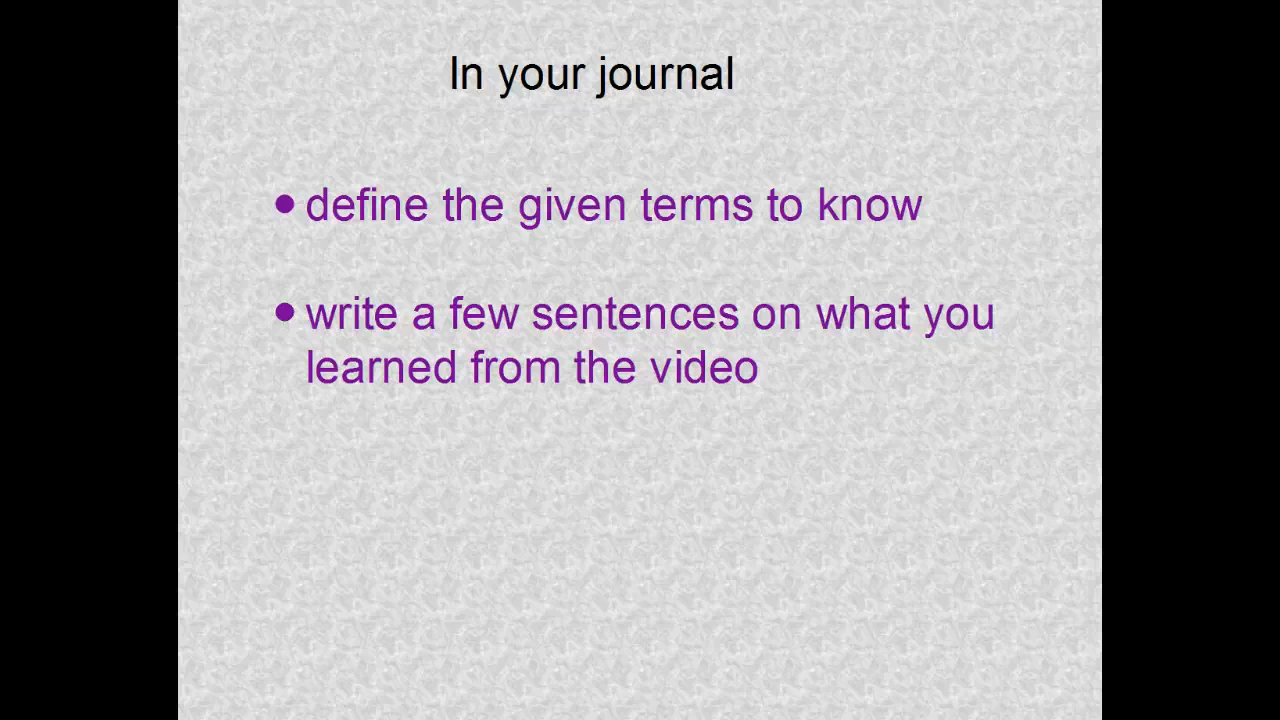 In your journal
• define the given terms to know
• write a few sentences on what you
learned from the video